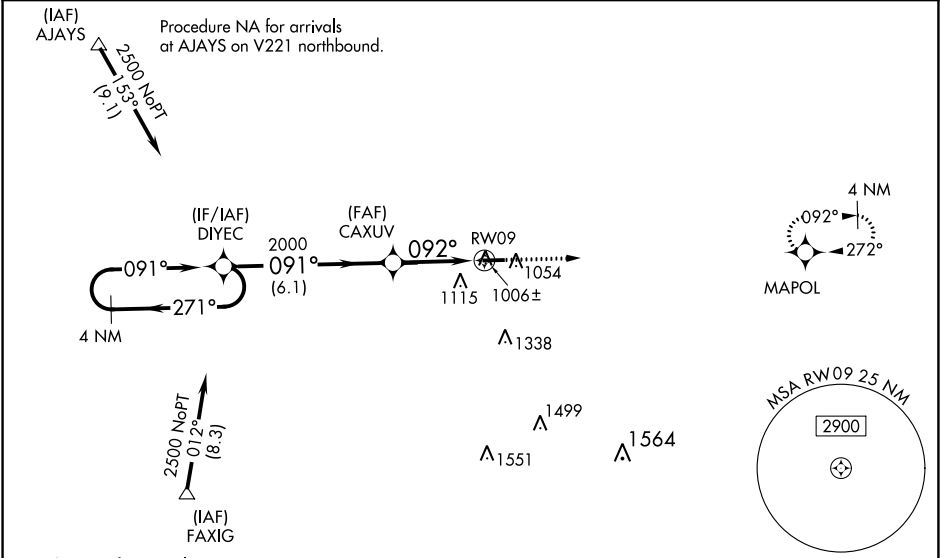 (IAF)
AJAYS
Procedure NA for arrivals
at AJAYS on V221 northbound.
2500 NoPT
153°
(9.1)
(IF/IAF)
DIYEC
(FAF)
CAXUV
2000
091°
(6.1)
092°
RW09
1054
1115
1006±
091°
271°
4 NM
1338
4 NM
092°
272°
MAPOL
2500 NoPT
012°
(8.3)
(IAF)
FAXIG
1499
1551
1564
MSA RW09 25 NM
2900